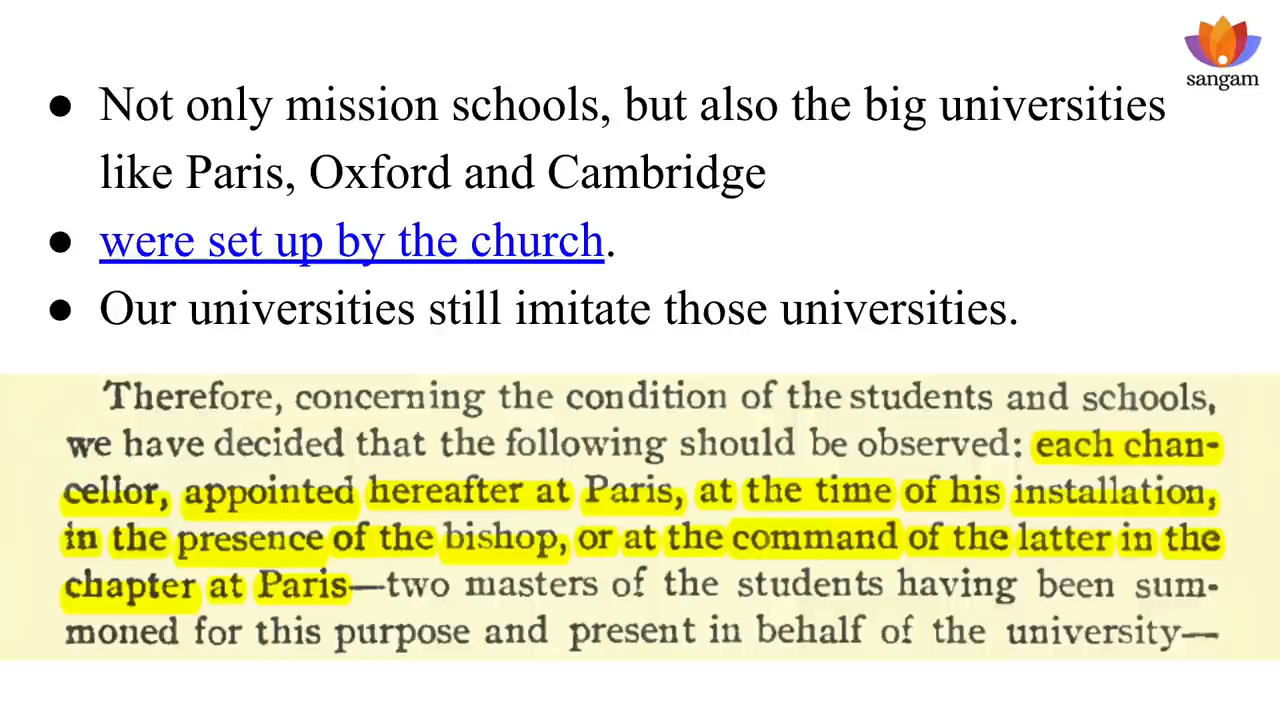 sangam
● Not only mission schools, but also the big universities
like Paris, Oxford and Cambridge
● were set up by the church.
● Our universities still imitate those universities.
Therefore, concerning the condition of the students and schools,
we have decided that the following should be observed: each chan-
cellor, appointed hereafter at Paris, at the time of his installation,
in the presence of the bishop, or at the command of the latter in the
chapter at Paris—two masters of the students having been sum-
moned for this purpose and present in behalf of the university—